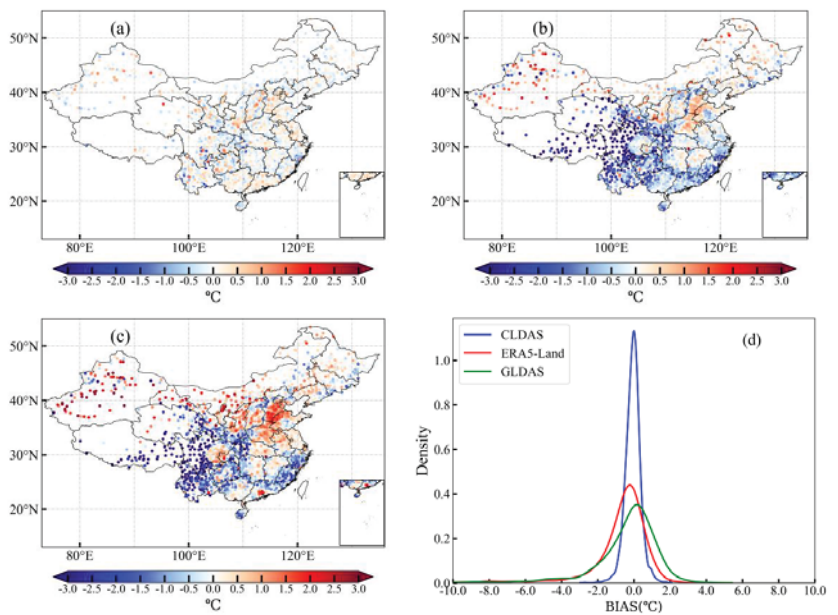 (a)
50°N
40°N
30°N
20°N
80°E 100°E 120°E
-3.0 -2.5 -2.0 -1.5 -1.0 -0.5 0.0 0.5 1.0 1.5 2.0 2.5 3.0
℃
(b)
50°N
40°N
30°N
20°N
80°E 100°E 120°E
-3.0 -2.5 -2.0 -1.5 -1.0 -0.5 0.0 0.5 1.0 1.5 2.0 2.5 3.0
℃
(c)
50°N
40°N
30°N
20°N
80°E 100°E 120°E
-3.0 -2.5 -2.0 -1.5 -1.0 -0.5 0.0 0.5 1.0 1.5 2.0 2.5 3.0
℃
(d)
CLDAS
ERA5-Land
GLDAS
Density
1.0
0.8
0.6
0.4
0.2
0.0
-10.0 -8.0 -6.0 -4.0 -2.0 0.0 2.0 4.0 6.0 8.0 10.0
BIAS(℃)